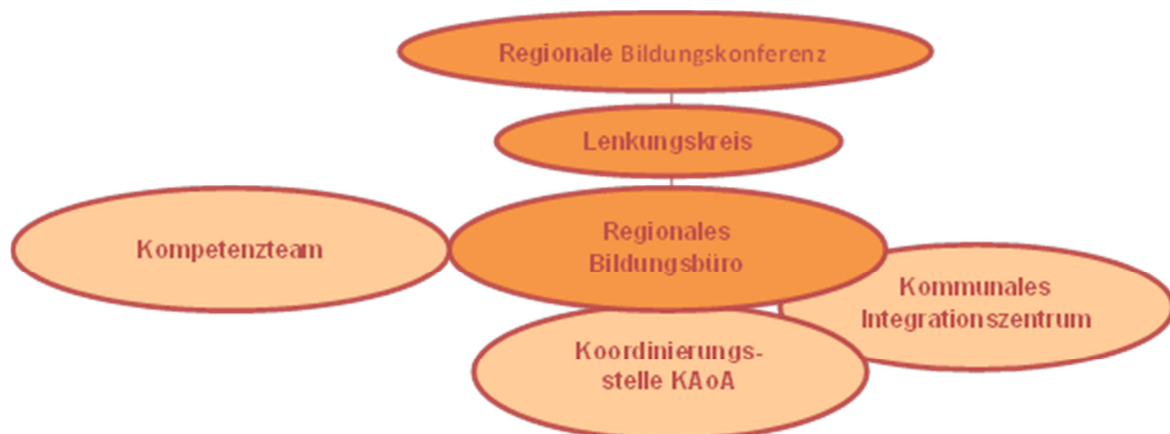 Regionale Bildungskonferenz
Lenkungskreis
Kompetenzteam
Regionales
Bildungsbüro
Kommunales
Integrationszentrum
Koordinierungs-
stelle KAoA